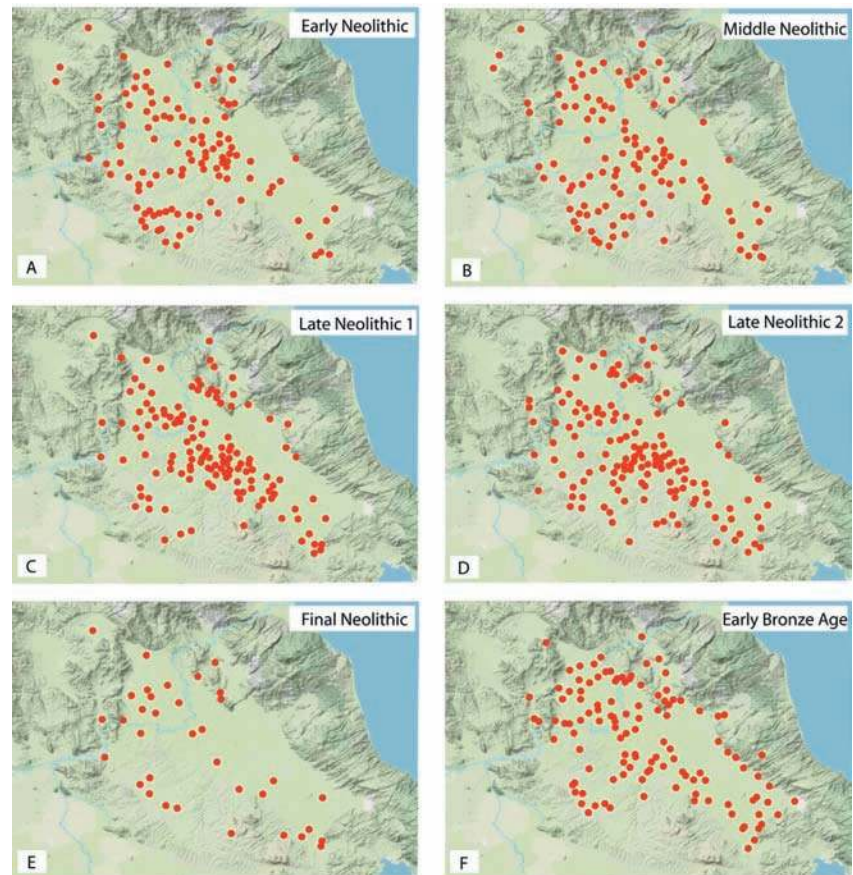 Early Neolithic
A
Middle Neolithic
B
Late Neolithic 1
C
Late Neolithic 2
D
Final Neolithic
E
Early Bronze Age
F